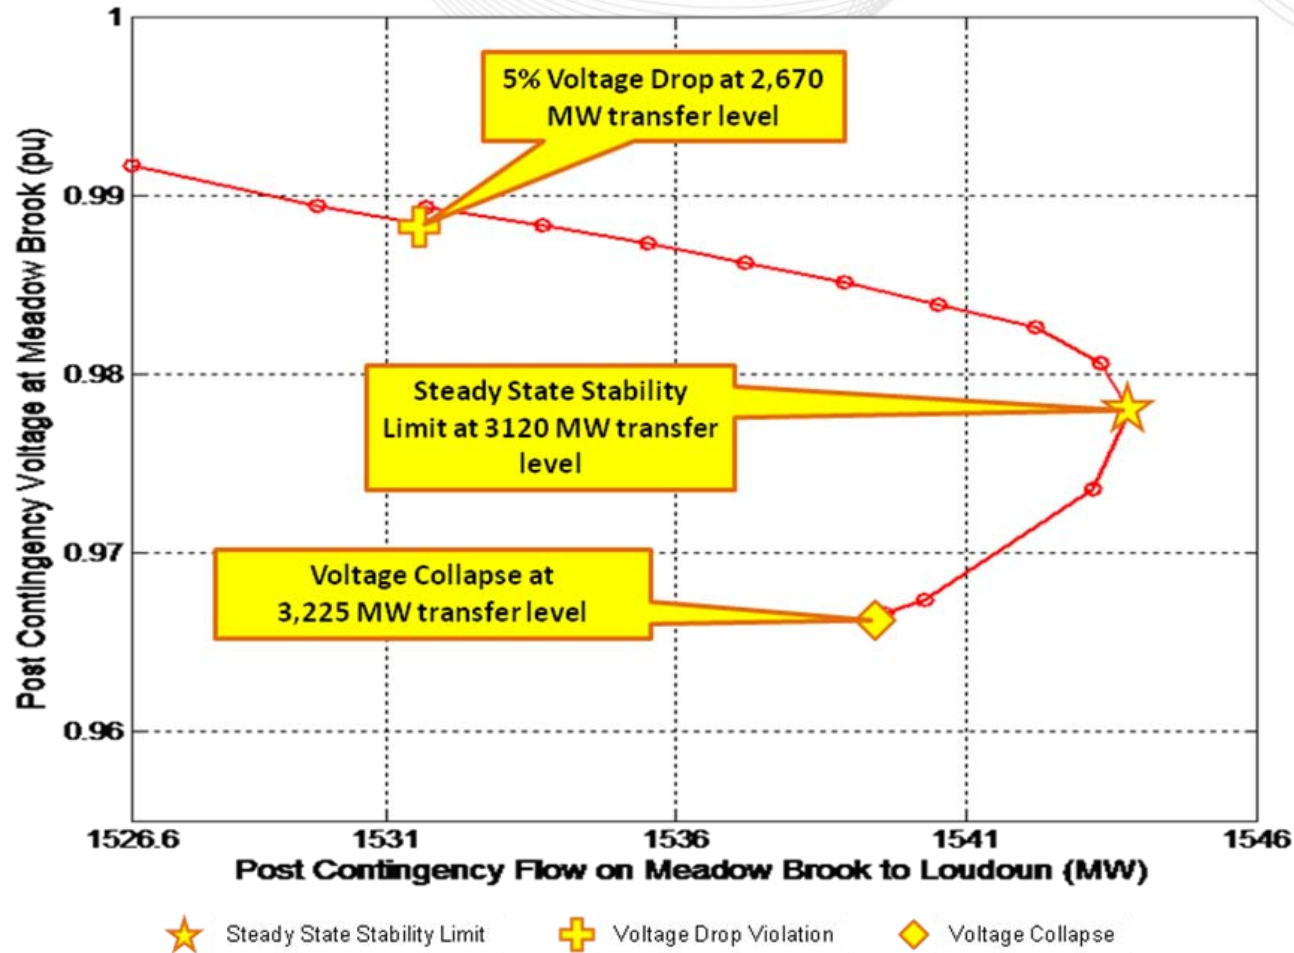 1
5% Voltage Drop at 2,670
MW transfer level
0.99
0.98
Steady State Stability
Limit at 3120 MW transfer
level
0.97
Voltage Collapse at
3,225 MW transfer level
0.96
Post Contingency Voltage at Meadow Brook (pu)
1526.6 1531 1536 1541 1546
Post Contingency Flow on Meadow Brook to Loudoun (MW)
Steady State Stability Limit Voltage Drop Violation Voltage Collapse